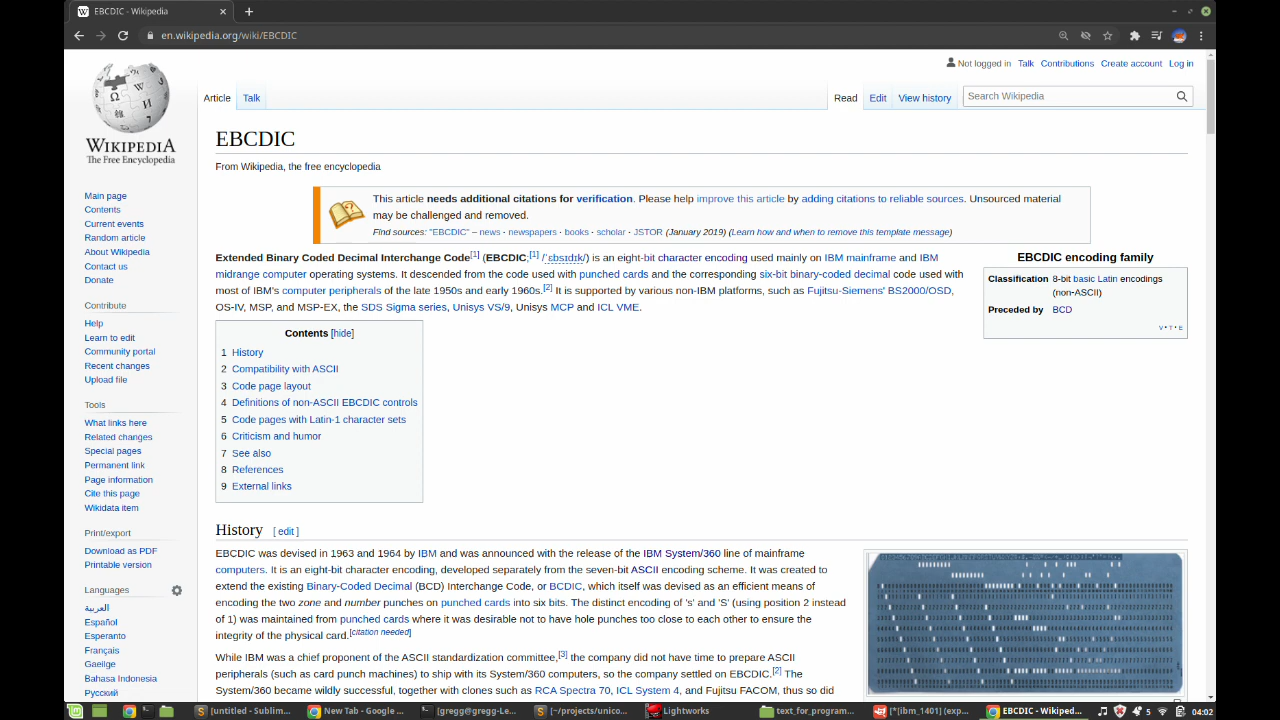 EBCDIC - Wikipedia
en.wikipedia.org/wiki/EBCDIC
Not logged in Talk Contributions Create account Log in
Article Talk Read Edit View history Search Wikipedia
WIKIPEDIA
The Free Encyclopedia
Main page
Contents
Current events
Random article
About Wikipedia
Contact us
Donate
Contribute
Help
Learn to edit
Community portal
Recent changes
Upload file
Tools
What links here
Related changes
Special pages
Permanent link
Page information
Cite this page
Wikidata item
Print/export
Download as PDF
Printable version
Languages
العربية
Español
Esperanto
Français
Gaeilge
Bahasa Indonesia
Русский
EBCDIC
From Wikipedia, the free encyclopedia
This article needs additional citations for verification. Please help improve this article by adding citations to reliable sources. Unsourced material
may be challenged and removed.
Find sources: "EBCDIC" – news · newspapers · books · scholar · JSTOR (January 2019) (Learn how and when to remove this template message)
Extended Binary Coded Decimal Interchange Code[1] (EBCDIC;[1] /ˈɛbsɪdɪk/) is an eight-bit character encoding used mainly on IBM mainframe and IBM
midrange computer operating systems. It descended from the code used with punched cards and the corresponding six-bit binary-coded decimal code used with
most of IBM's computer peripherals of the late 1950s and early 1960s.[2] It is supported by various non-IBM platforms, such as Fujitsu-Siemens' BS2000/OSD,
OS-IV, MSP, and MSP-EX, the SDS Sigma series, Unisys VS/9, Unisys MCP and ICL VME.
EBCDIC encoding family
Classification 8-bit basic Latin encodings
(non-ASCII)
Preceded by BCD
V • T • E
Contents [hide]
1 History
2 Compatibility with ASCII
3 Code page layout
4 Definitions of non-ASCII EBCDIC controls
5 Code pages with Latin-1 character sets
6 Criticism and humor
7 See also
8 References
9 External links
History [ edit ]
EBCDIC was devised in 1963 and 1964 by IBM and was announced with the release of the IBM System/360 line of mainframe
computers. It is an eight-bit character encoding, developed separately from the seven-bit ASCII encoding scheme. It was created to
extend the existing Binary-Coded Decimal (BCD) Interchange Code, or BCDIC, which itself was devised as an efficient means of
encoding the two zone and number punches on punched cards into six bits. The distinct encoding of 's' and 'S' (using position 2 instead
of 1) was maintained from punched cards where it was desirable not to have hole punches too close to each other to ensure the
integrity of the physical card.[citation needed]
While IBM was a chief proponent of the ASCII standardization committee,[3] the company did not have time to prepare ASCII
peripherals (such as card punch machines) to ship with its System/360 computers, so the company settled on EBCDIC.[2] The
System/360 became wildly successful, together with clones such as RCA Spectra 70, ICL System 4, and Fujitsu FACOM, thus so did
[untitled - Sublim... New Tab - Google ... [gregg@gregg-Le... [~/projects/unico... Lightworks text_for_program... [*[ibm_1401] (exp... EBCDIC - Wikiped... 5 04:02